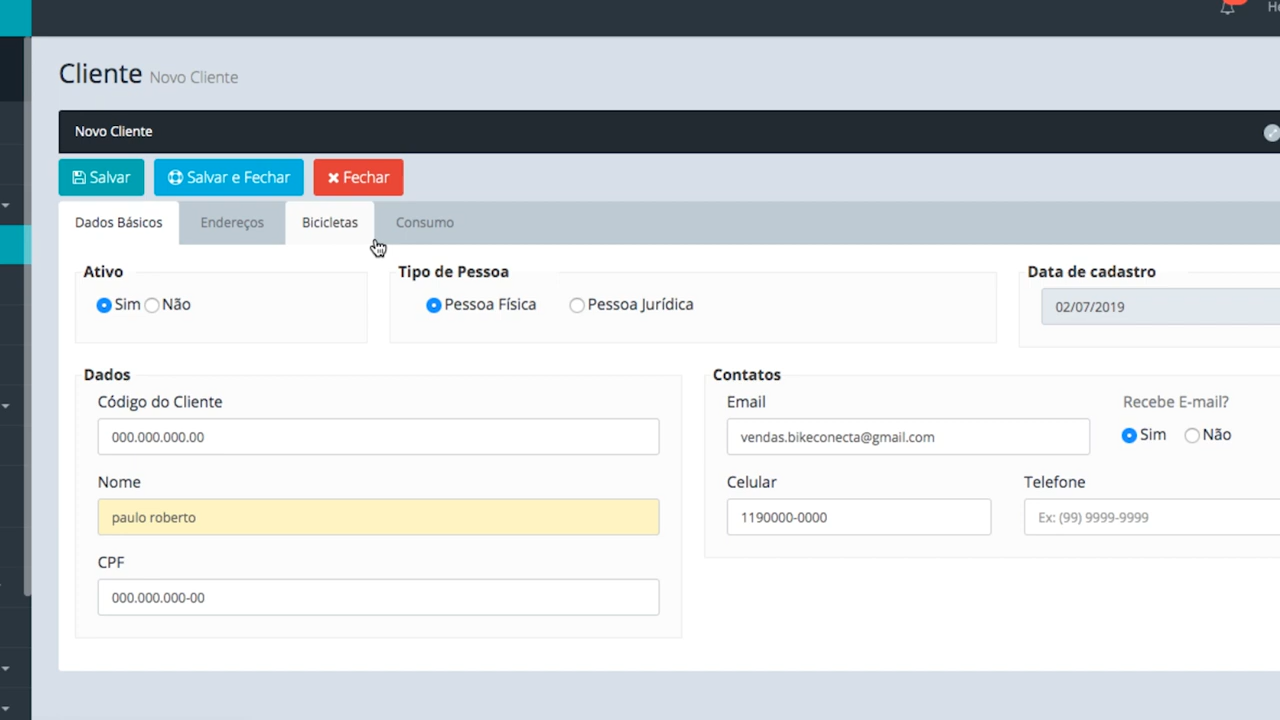 Cliente Novo Cliente
Novo Cliente
Salvar Salvar e Fechar Fechar
Dados Básicos Endereços Bicicletas Consumo
Ativo Tipo de Pessoa Data de cadastro
Sim Não Pessoa Física Pessoa Jurídica 02/07/2019
Dados Contatos
Código do Cliente Email Recebe E-mail?
000.000.000.00 vendas.bikeconecta@gmail.com Sim Não
Nome Celular Telefone
paulo roberto 1190000-0000 Ex: (99) 9999-9999
CPF
000.000.000-00